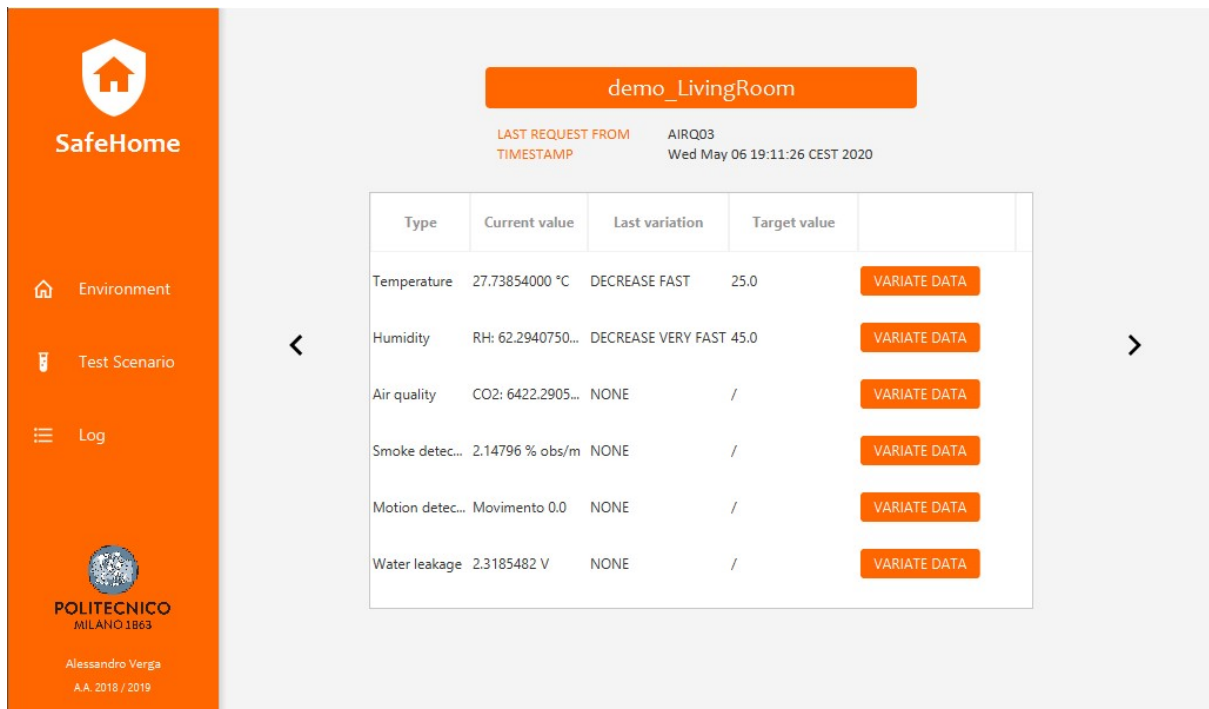 SafeHome
Environment
Test Scenario
Log
POLITECNICO
MILANO 1863
Alessandro Verga
A.A. 2018 / 2019
demo_LivingRoom
LAST REQUEST FROM AIRQ03
TIMESTAMP Wed May 06 19:11:26 CEST 2020
Type Current value Last variation Target value
Temperature 27.73854000 °C DECREASE FAST 25.0 VARIATE DATA
Humidity RH: 62.2940750... DECREASE VERY FAST 45.0 VARIATE DATA
Air quality CO2: 6422.2905... NONE / VARIATE DATA
Smoke detec... 2.14796 % obs/m NONE / VARIATE DATA
Motion detec... Movimento 0.0 NONE / VARIATE DATA
Water leakage 2.3185482 V NONE / VARIATE DATA